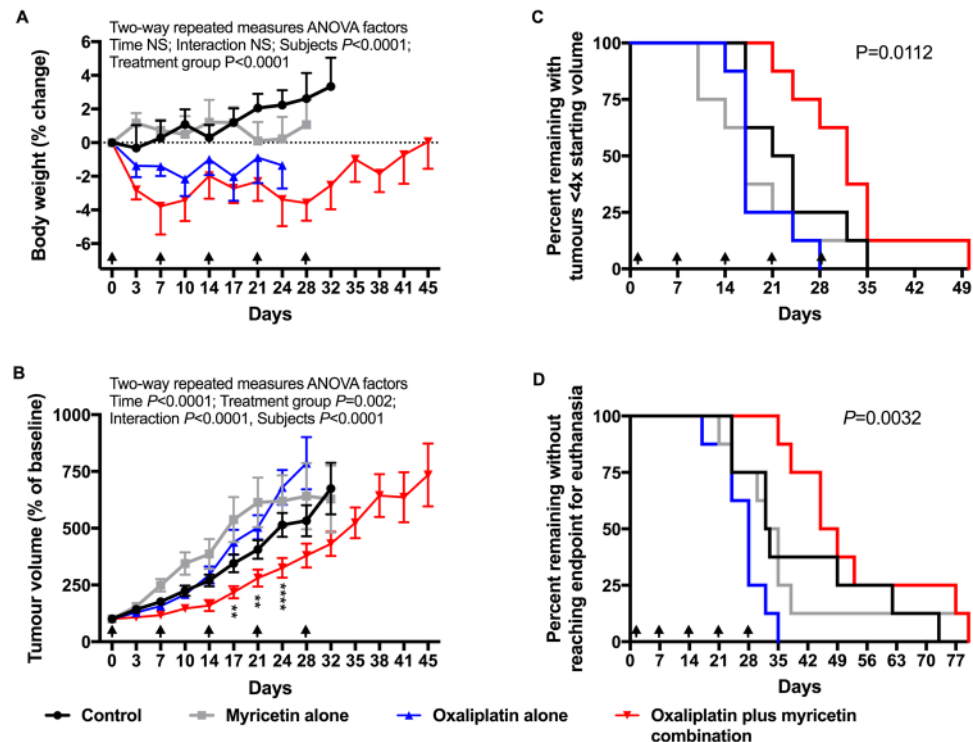 A
Two-way repeated measures ANOVA factors
Time NS; Interaction NS; Subjects P<0.0001;
Treatment group P<0.0001
Body weight (% change)
6
4
2
0
-2
-4
-6
0 3 7 10 14 17 21 24 28 32 35 38 41 45
Days
B
Two-way repeated measures ANOVA factors
Time P<0.0001; Treatment group P=0.002;
Interaction P<0.0001, Subjects P<0.0001
Tumour volume (% of baseline)
1000
750
500
250
0
**
**
****
0 3 7 10 14 17 21 24 28 32 35 38 41 45
Days
C
P=0.0112
Percent remaining with
tumours <4x starting volume
100
75
50
25
0
0 7 14 21 28 35 42 49
Days
D
P=0.0032
Percent remaining without
reaching endpoint for euthanasia
100
75
50
25
0
0 7 14 21 28 35 42 49 56 63 70 77
Days
Control
Myricetin alone
Oxaliplatin alone
Oxaliplatin plus myricetin
combination